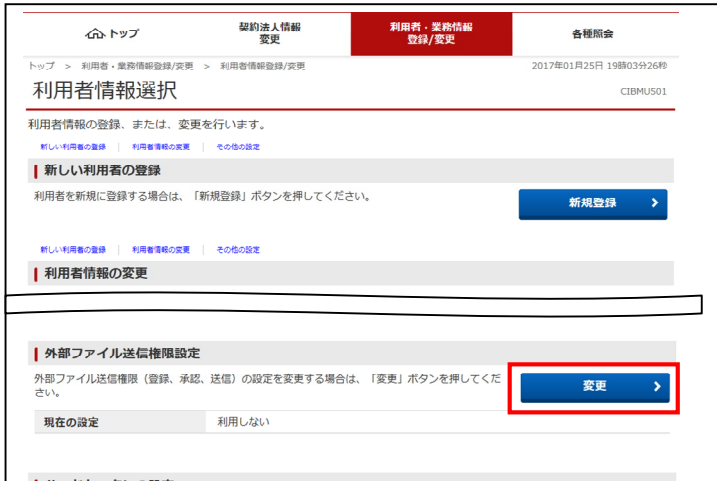 トップ
契約法人情報
変更
利用者・業務情報
登録/変更
各種照会
トップ > 利用者・業務情報登録/変更 > 利用者情報登録/変更
2017年01月25日 19時03分26秒
利用者情報選択
CIBMU501
利用者情報の登録、または、変更を行います。
新しい利用者の登録 | 利用者情報の変更 | その他の設定
新しい利用者の登録
利用者を新規に登録する場合は、「新規登録」ボタンを押してください。
新規登録
新しい利用者の登録 | 利用者情報の変更 | その他の設定
利用者情報の変更
外部ファイル送信権限設定
外部ファイル送信権限（登録、承認、送信）の設定を変更する場合は、「変更」ボタンを押してくだ
さい。
変更
現在の設定 利用しない